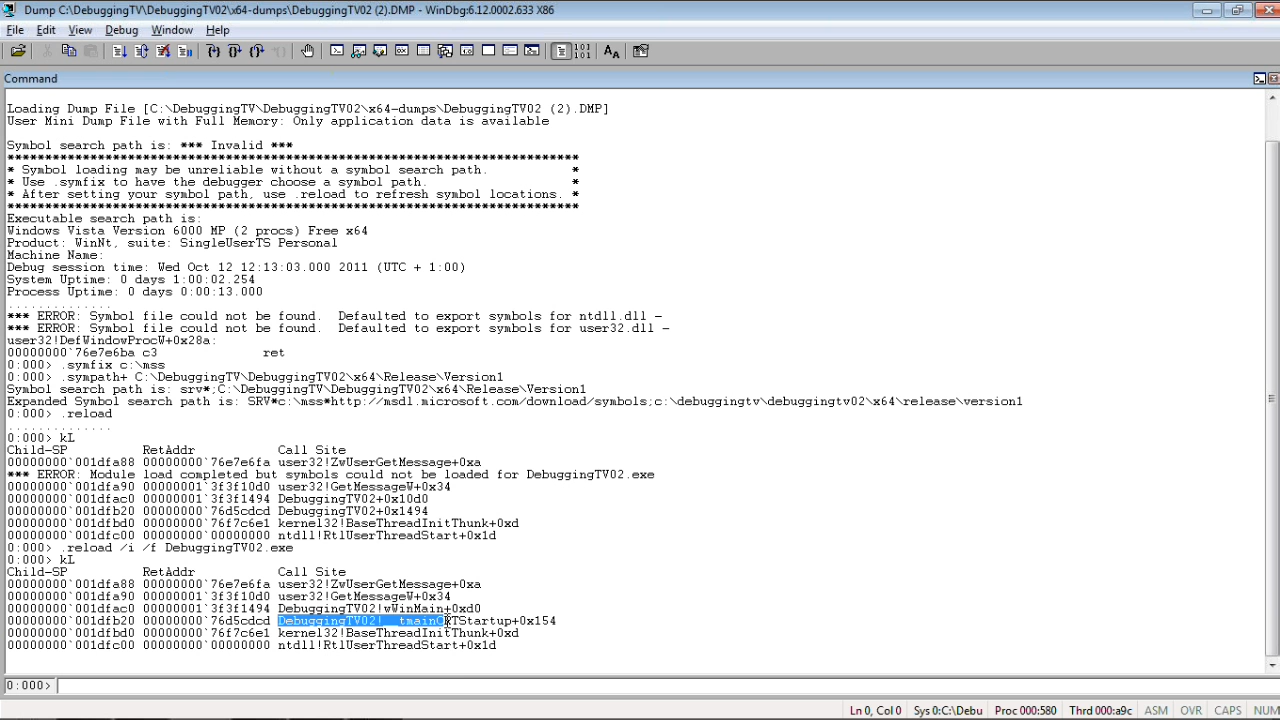 Dump C:\DebuggingTV\DebuggingTV02\x64-dumps\DebuggingTV02 (2).DMP - WinDbg:6.12.0002.633 X86
File Edit View Debug Window Help
Command
Loading Dump File [C:\DebuggingTV\DebuggingTV02\x64-dumps\DebuggingTV02 (2).DMP]
User Mini Dump File with Full Memory: Only application data is available
Symbol search path is: *** Invalid ***
****************************************************************************
* Symbol loading may be unreliable without a symbol search path.           *
* Use .symfix to have the debugger choose a symbol path.                   *
* After setting your symbol path, use .reload to refresh symbol locations. *
****************************************************************************
Executable search path is:
Windows Vista Version 6000 MP (2 procs) Free x64
Product: WinNt, suite: SingleUserTS Personal
Machine Name:
Debug session time: Wed Oct 12 12:13:03.000 2011 (UTC + 1:00)
System Uptime: 0 days 1:00:02.254
Process Uptime: 0 days 0:00:13.000
..............
*** ERROR: Symbol file could not be found.  Defaulted to export symbols for ntdll.dll -
*** ERROR: Symbol file could not be found.  Defaulted to export symbols for user32.dll -
user32!DefWindowProcW+0x28a:
00000000`76e7e6ba c3              ret
0:000> .symfix c:\mss
0:000> .sympath+ C:\DebuggingTV\DebuggingTV02\x64\Release\Version1
Symbol search path is: srv*;C:\DebuggingTV\DebuggingTV02\x64\Release\Version1
Expanded Symbol search path is: SRV*c:\mss*http://msdl.microsoft.com/download/symbols;c:\debuggingtv\debuggingtv02\x64\release\version1
0:000> .reload
..............
0:000> kL
Child-SP          RetAddr           Call Site
00000000`001dfa88 00000000`76e7e6fa user32!ZwUserGetMessage+0xa
*** ERROR: Module load completed but symbols could not be loaded for DebuggingTV02.exe
00000000`001dfa90 00000001`3f3f10d0 user32!GetMessageW+0x34
00000000`001dfac0 00000001`3f3f1494 DebuggingTV02+0x10d0
00000000`001dfb20 00000000`76d5cdcd DebuggingTV02+0x1494
00000000`001dfbd0 00000000`76f7c6e1 kernel32!BaseThreadInitThunk+0xd
00000000`001dfc00 00000000`00000000 ntdll!RtlUserThreadStart+0x1d
0:000> .reload /i /f DebuggingTV02.exe
0:000> kL
Child-SP          RetAddr           Call Site
00000000`001dfa88 00000000`76e7e6fa user32!ZwUserGetMessage+0xa
00000000`001dfa90 00000001`3f3f10d0 user32!GetMessageW+0x34
00000000`001dfac0 00000001`3f3f1494 DebuggingTV02!wWinMain+0xd0
00000000`001dfb20 00000000`76d5cdcd DebuggingTV02!__tmainCRTStartup+0x154
00000000`001dfbd0 00000000`76f7c6e1 kernel32!BaseThreadInitThunk+0xd
00000000`001dfc00 00000000`00000000 ntdll!RtlUserThreadStart+0x1d
0:000>
Ln 0, Col 0 Sys 0:C:\Debu Proc 000:580 Thrd 000:a9c ASM OVR CAPS NUM